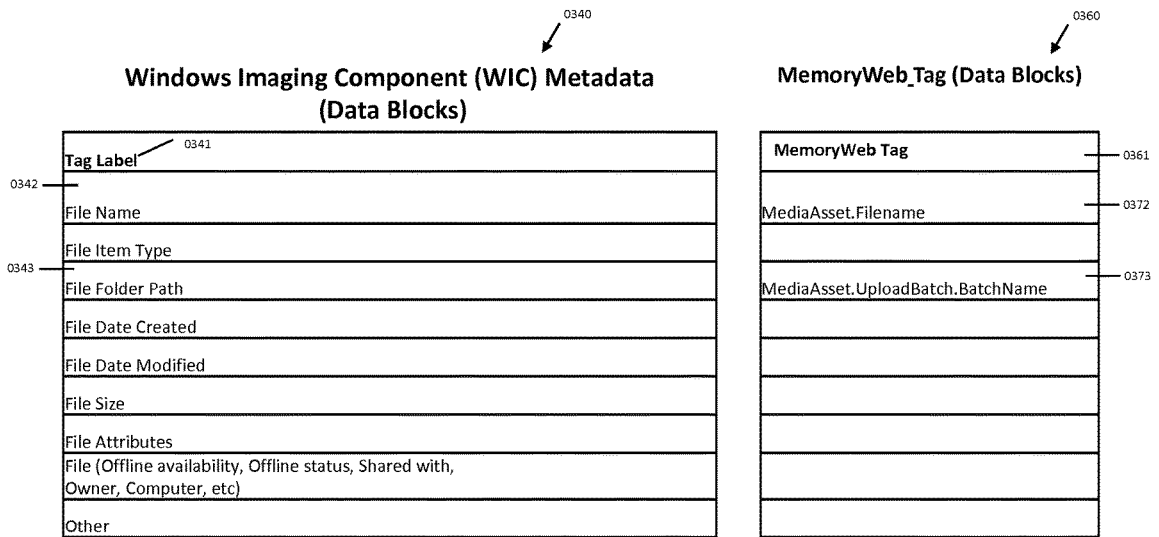 0340
0360
Windows Imaging Component (WIC) Metadata
(Data Blocks)
MemoryWeb_Tag (Data Blocks)
Tag Label
0341
MemoryWeb Tag
0361
0342
File Name
MediaAsset.Filename
0372
File Item Type
0343
File Folder Path
MediaAsset.UploadBatch.BatchName
0373
File Date Created
File Date Modified
File Size
File Attributes
File (Offline availability, Offline status, Shared with,
Owner, Computer, etc)
Other